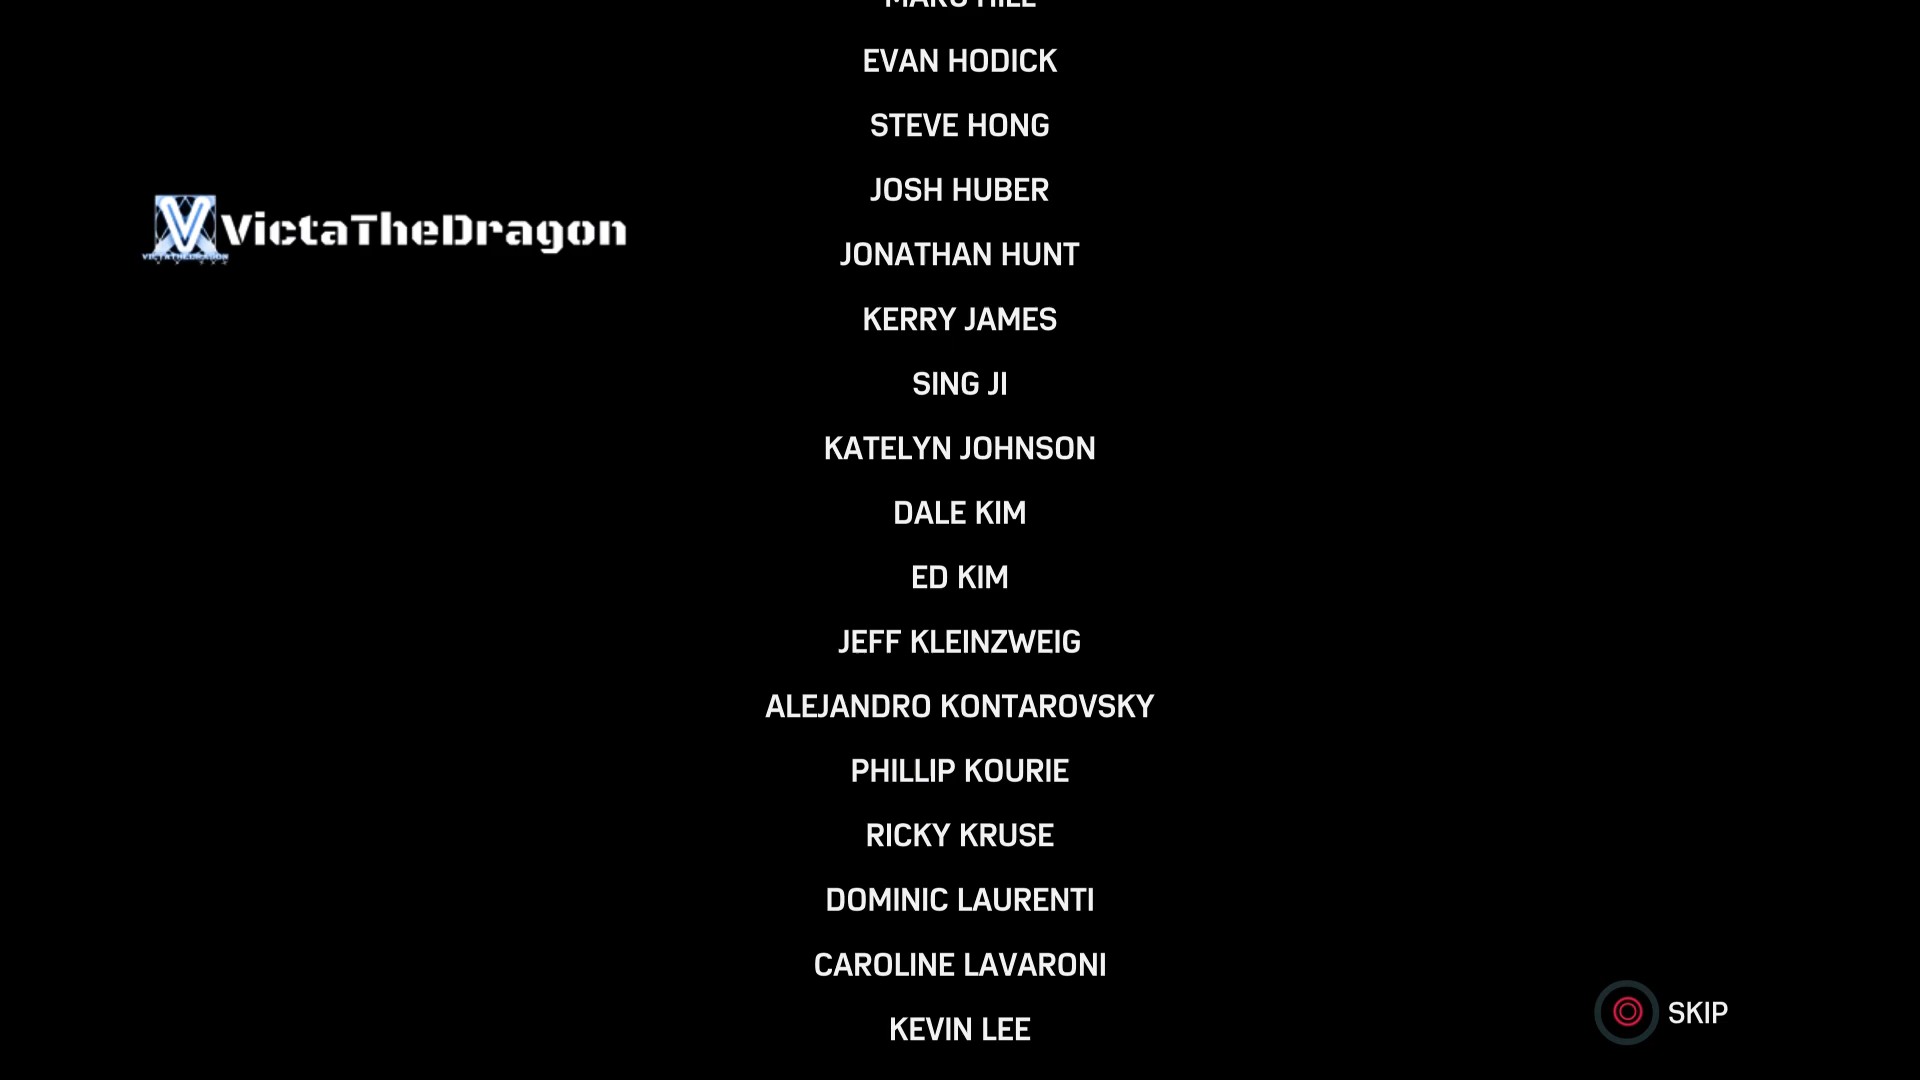 EVAN HODICK
STEVE HONG
JOSH HUBER
VictaTheDragon
VICTATHEDRAGON
JONATHAN HUNT
KERRY JAMES
SING JI
KATELYN JOHNSON
DALE KIM
ED KIM
JEFF KLEINZWEIG
ALEJANDRO KONTAROVSKY
PHILLIP KOURIE
RICKY KRUSE
DOMINIC LAURENTI
CAROLINE LAVARONI
KEVIN LEE
SKIP